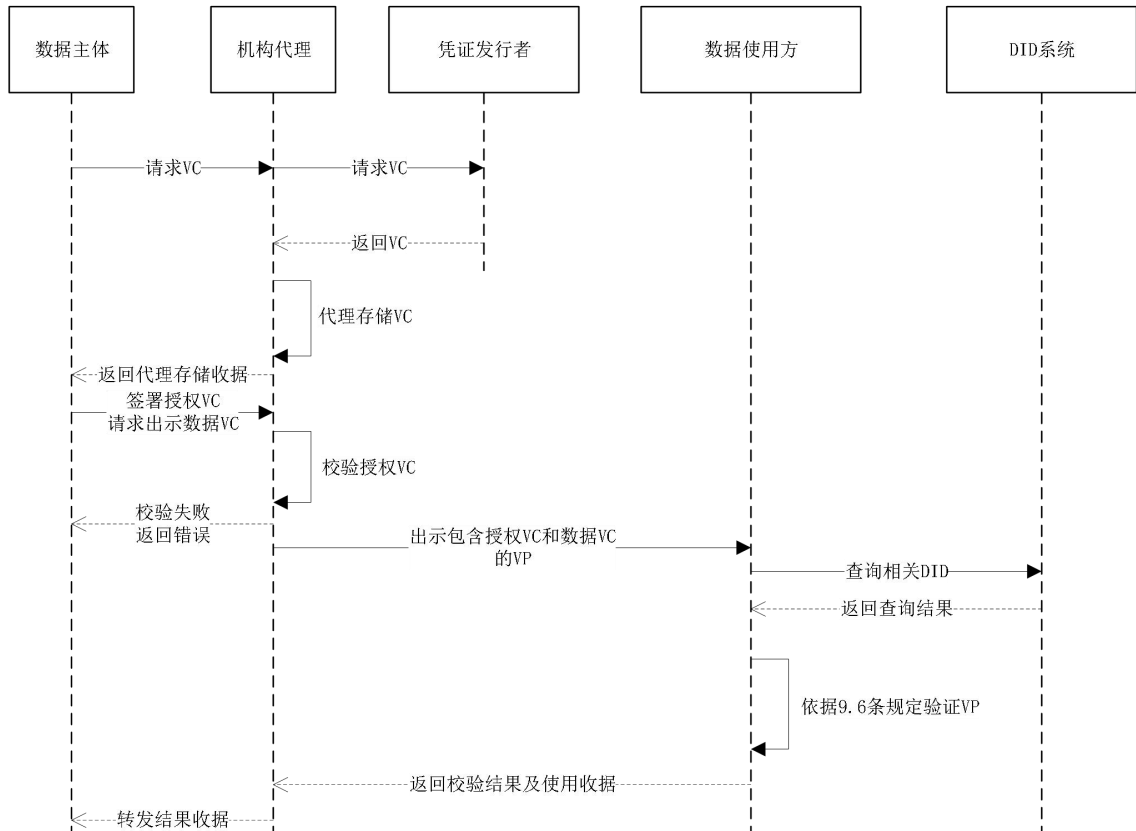 数据主体
机构代理
凭证发行者
数据使用方
DID系统
请求VC
请求VC
返回VC
代理存储VC
返回代理存储收据
签署授权VC
请求出示数据VC
校验授权VC
校验失败
返回错误
出示包含授权VC和数据VC
的VP
查询相关DID
返回查询结果
依据9.6条规定验证VP
返回校验结果及使用收据
转发结果收据